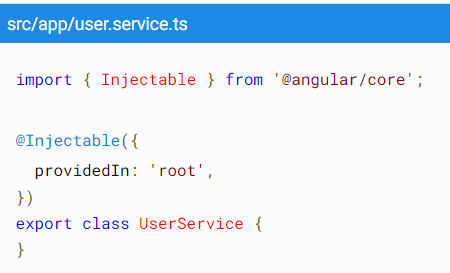 src/app/user.service.ts
import { Injectable } from '@angular/core';
@Injectable({
  providedIn: 'root',
})
export class UserService {
}